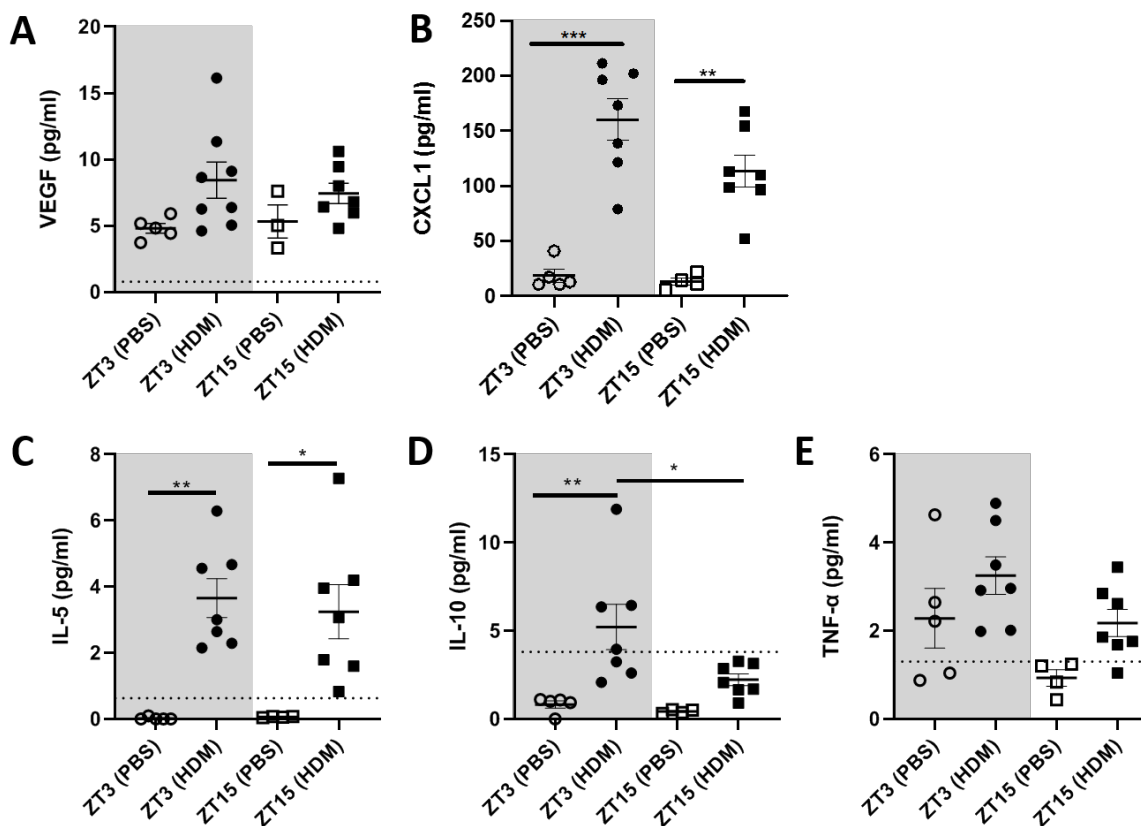 A
VEGF (pg/ml)
20
15
10
5
0
ZT3 (PBS)
ZT3 (HDM)
ZT15 (PBS)
ZT15 (HDM)
B
CXCL1 (pg/ml)
250
200
150
100
50
0
***
**
ZT3 (PBS)
ZT3 (HDM)
ZT15 (PBS)
ZT15 (HDM)
C
IL-5 (pg/ml)
8
6
4
2
0
**
*
ZT3 (PBS)
ZT3 (HDM)
ZT15 (PBS)
ZT15 (HDM)
D
IL-10 (pg/ml)
15
10
5
0
**
*
ZT3 (PBS)
ZT3 (HDM)
ZT15 (PBS)
ZT15 (HDM)
E
TNF-α (pg/ml)
6
4
2
0
ZT3 (PBS)
ZT3 (HDM)
ZT15 (PBS)
ZT15 (HDM)